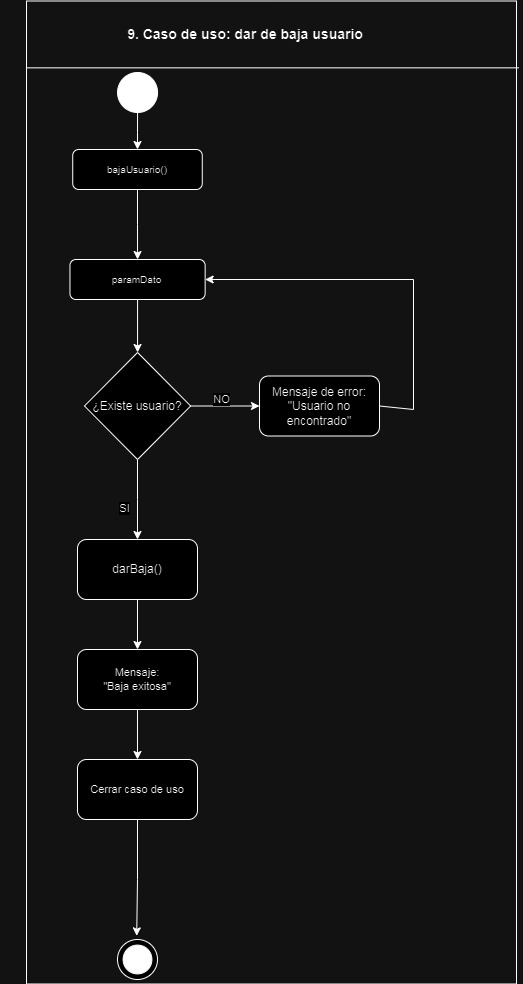 9. Caso de uso: dar de baja usuario
bajaUsuario()
paramDato
¿Existe usuario?
NO
Mensaje de error:
"Usuario no
encontrado"
SI
darBaja()
Mensaje:
"Baja exitosa"
Cerrar caso de uso